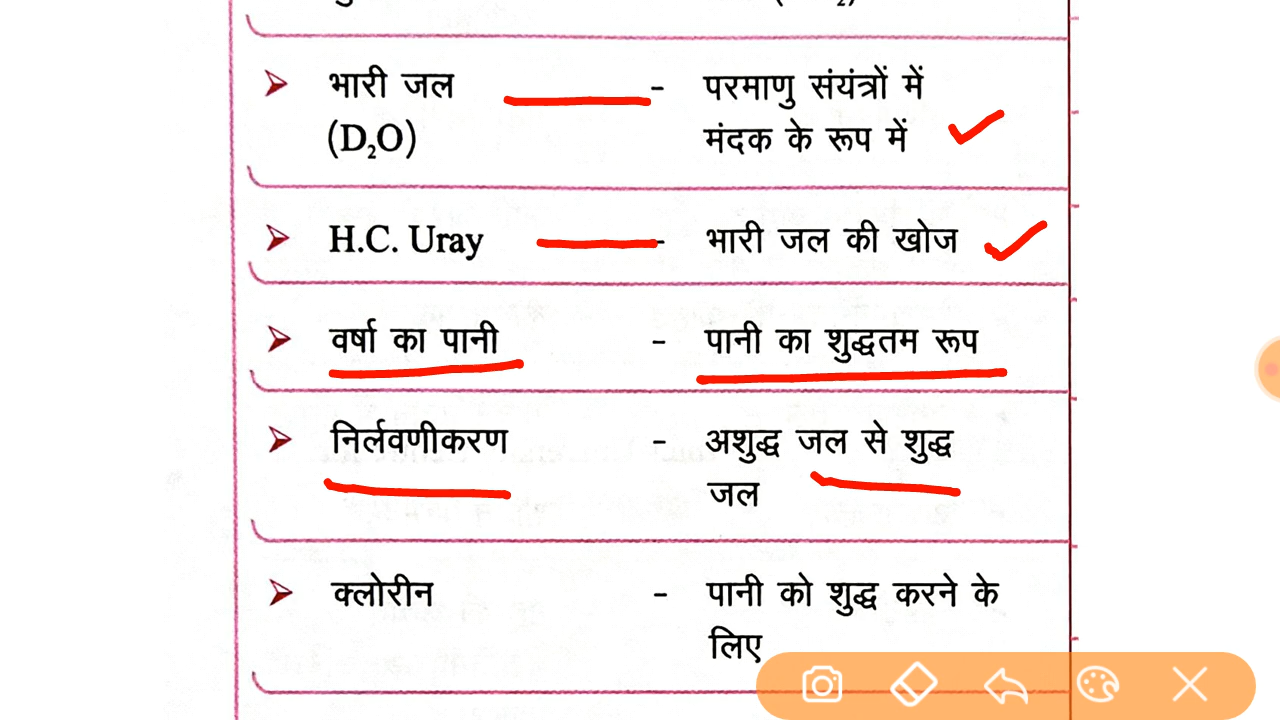 भारी जल - परमाणु संयंत्रों में
(D₂O) मंदक के रूप में
H.C. Uray - भारी जल की खोज
वर्षा का पानी - पानी का शुद्धतम रूप
निर्लवणीकरण - अशुद्ध जल से शुद्ध
जल
क्लोरीन - पानी को शुद्ध करने के
लिए